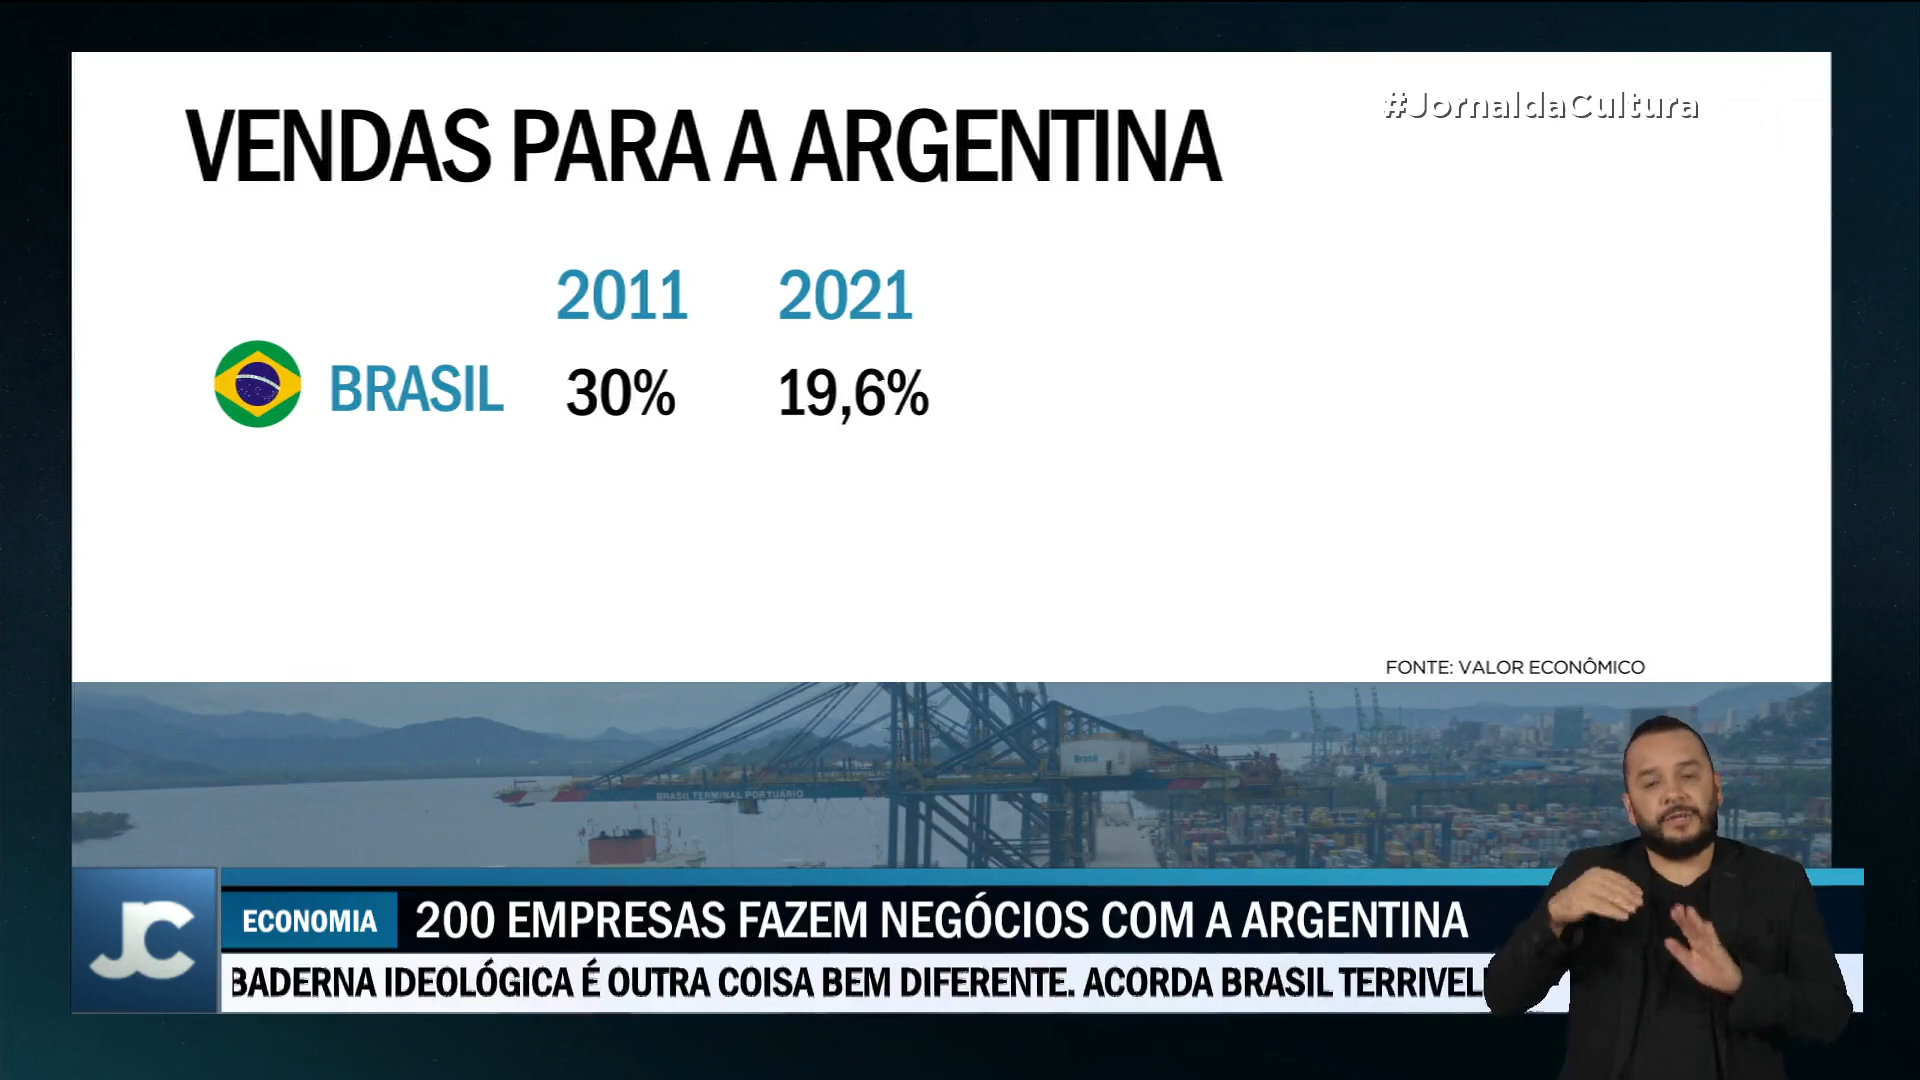 #JornaldaCultura
VENDAS PARA A ARGENTINA
2011 2021
BRASIL 30% 19,6%
FONTE: VALOR ECONÔMICO
Brasil
BRASIL TERMINAL PORTUÁRIO
JC
ECONOMIA
200 EMPRESAS FAZEM NEGÓCIOS COM A ARGENTINA
BADERNA IDEOLÓGICA É OUTRA COISA BEM DIFERENTE. ACORDA BRASIL